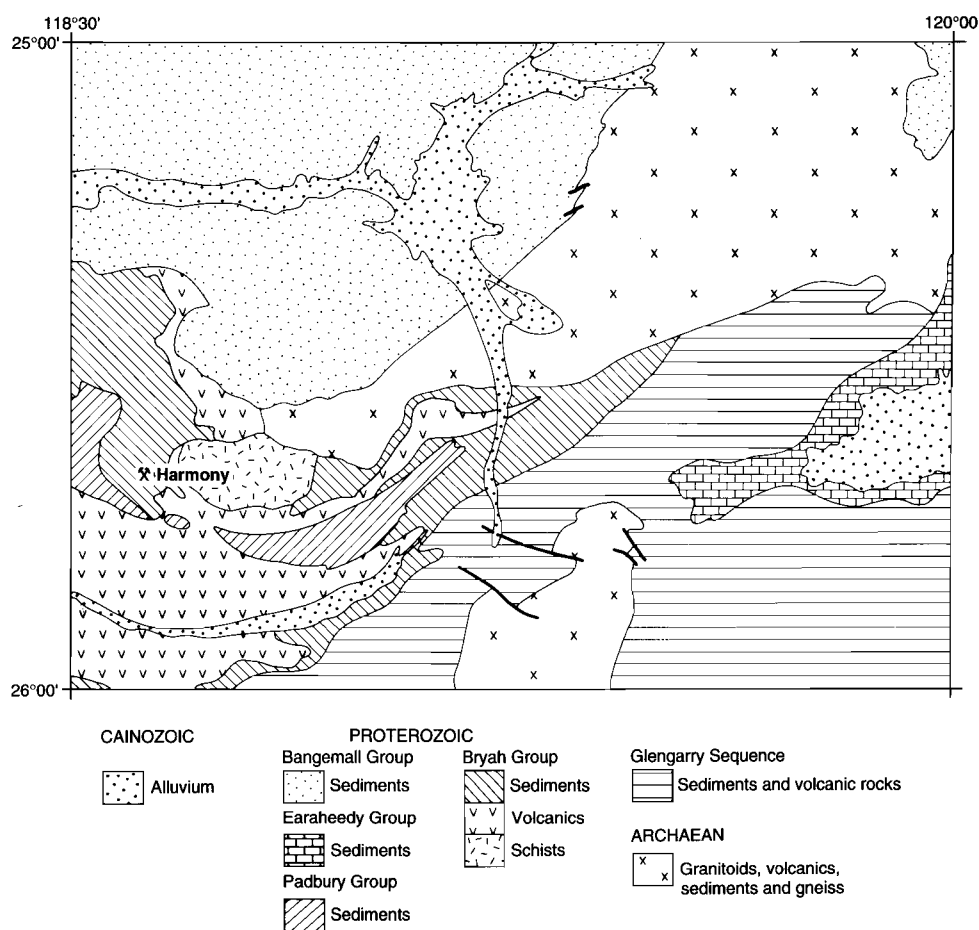 118°30'
120°00'
25°00'
Harmony
26°00'
CAINOZOIC
Alluvium
PROTEROZOIC
Bangemall Group
Sediments
Earaheedy Group
Sediments
Padbury Group
Sediments
Bryah Group
Sediments
Volcanics
Schists
Glengarry Sequence
Sediments and volcanic rocks
ARCHAEAN
Granitoids, volcanics,
sediments and gneiss